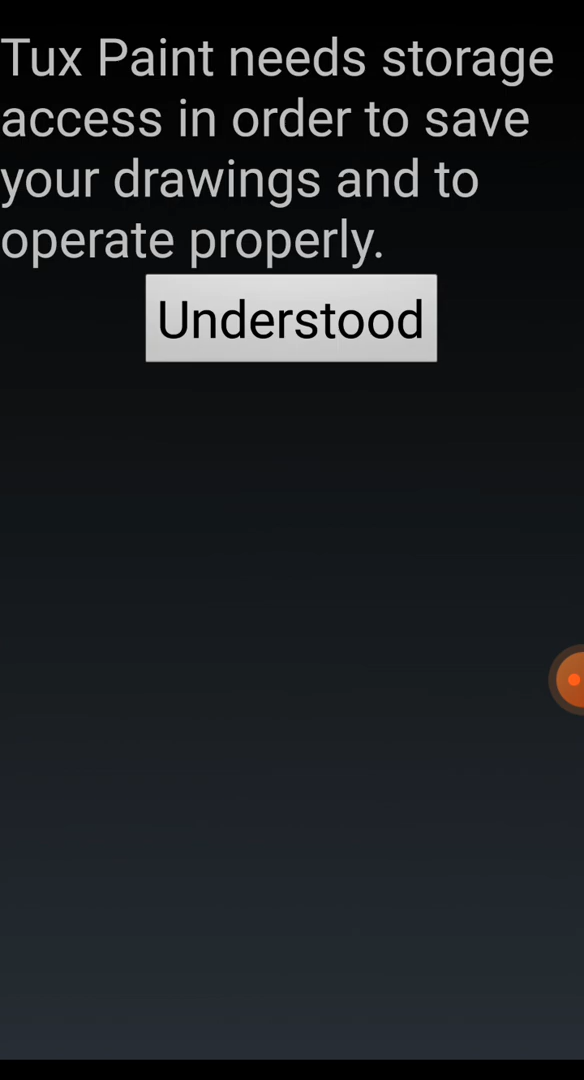 Tux Paint needs storage
access in order to save
your drawings and to
operate properly.
Understood